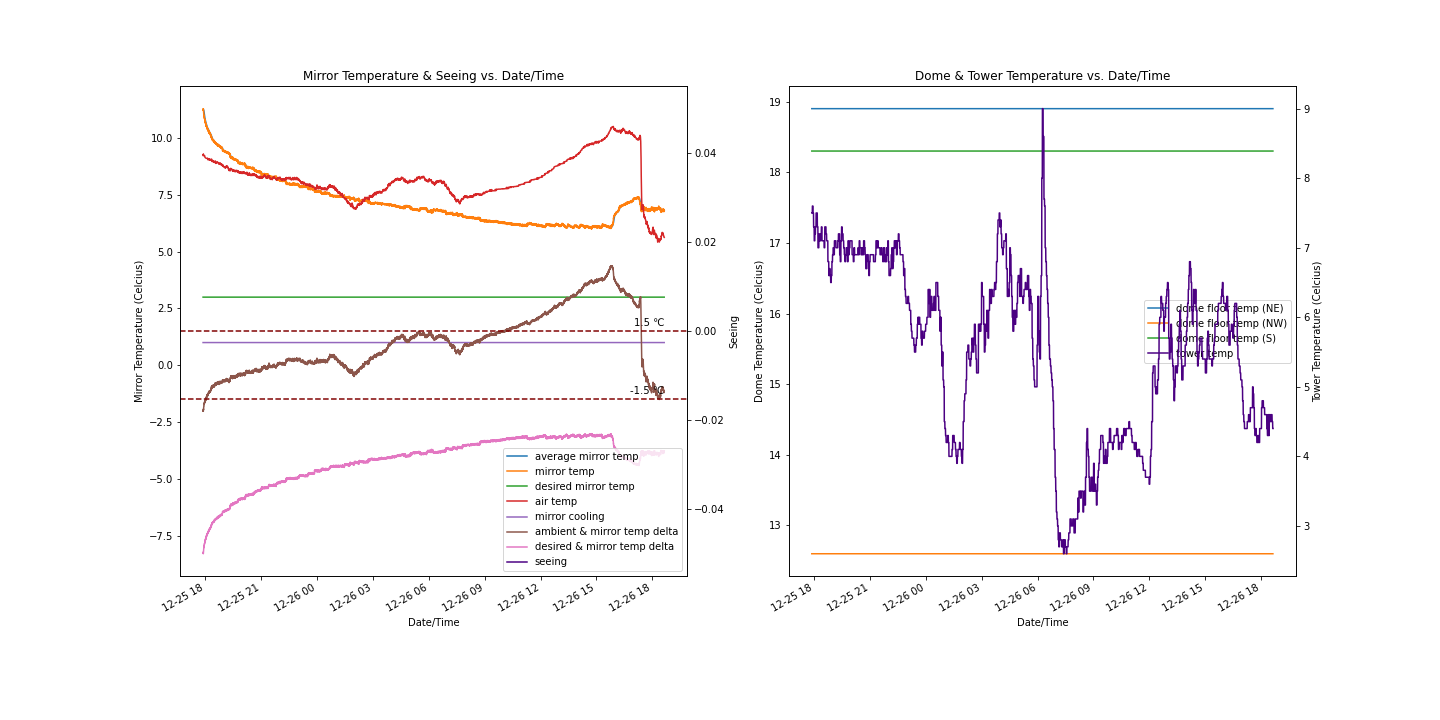 Mirror Temperature & Seeing vs. Date/Time
Mirror Temperature (Celcius)
10.0
7.5
5.0
2.5
0.0
−2.5
−5.0
−7.5
0.04
0.02
0.00
−0.02
−0.04
Seeing
1.5 °C
-1.5 °C
average mirror temp
mirror temp
desired mirror temp
air temp
mirror cooling
ambient & mirror temp delta
desired & mirror temp delta
seeing
12-25 18
12-25 21
12-26 00
12-26 03
12-26 06
12-26 09
12-26 12
12-26 15
12-26 18
Date/Time
Dome & Tower Temperature vs. Date/Time
Dome Temperature (Celcius)
19
18
17
16
15
14
13
9
8
7
6
5
4
3
Tower Temperature (Celcius)
dome floor temp (NE)
dome floor temp (NW)
dome floor temp (S)
tower temp
12-25 18
12-25 21
12-26 00
12-26 03
12-26 06
12-26 09
12-26 12
12-26 15
12-26 18
Date/Time